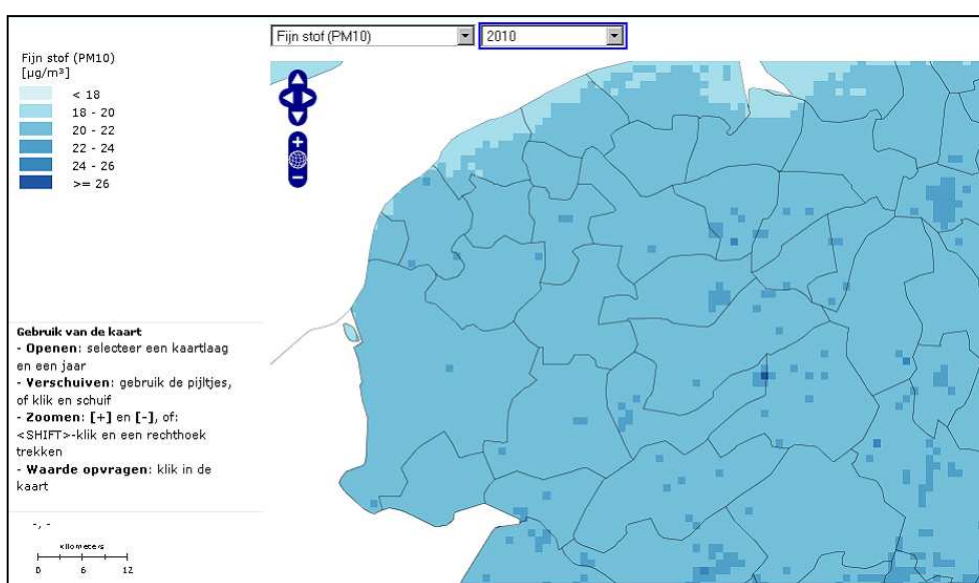 Fijn stof (PM10)
2010
Fijn stof (PM10)
[µg/m³]
< 18
18 - 20
20 - 22
22 - 24
24 - 26
>= 26
Gebruik van de kaart
- Openen: selecteer een kaartlaag
en een jaar
- Verschuiven: gebruik de pijltjes,
of klik en schuif
- Zoomen: [+] en [-], of:
<SHIFT>-klik en een rechthoek
trekken
- Waarde opvragen: klik in de
kaart
-, -
kilometers
0 6 12